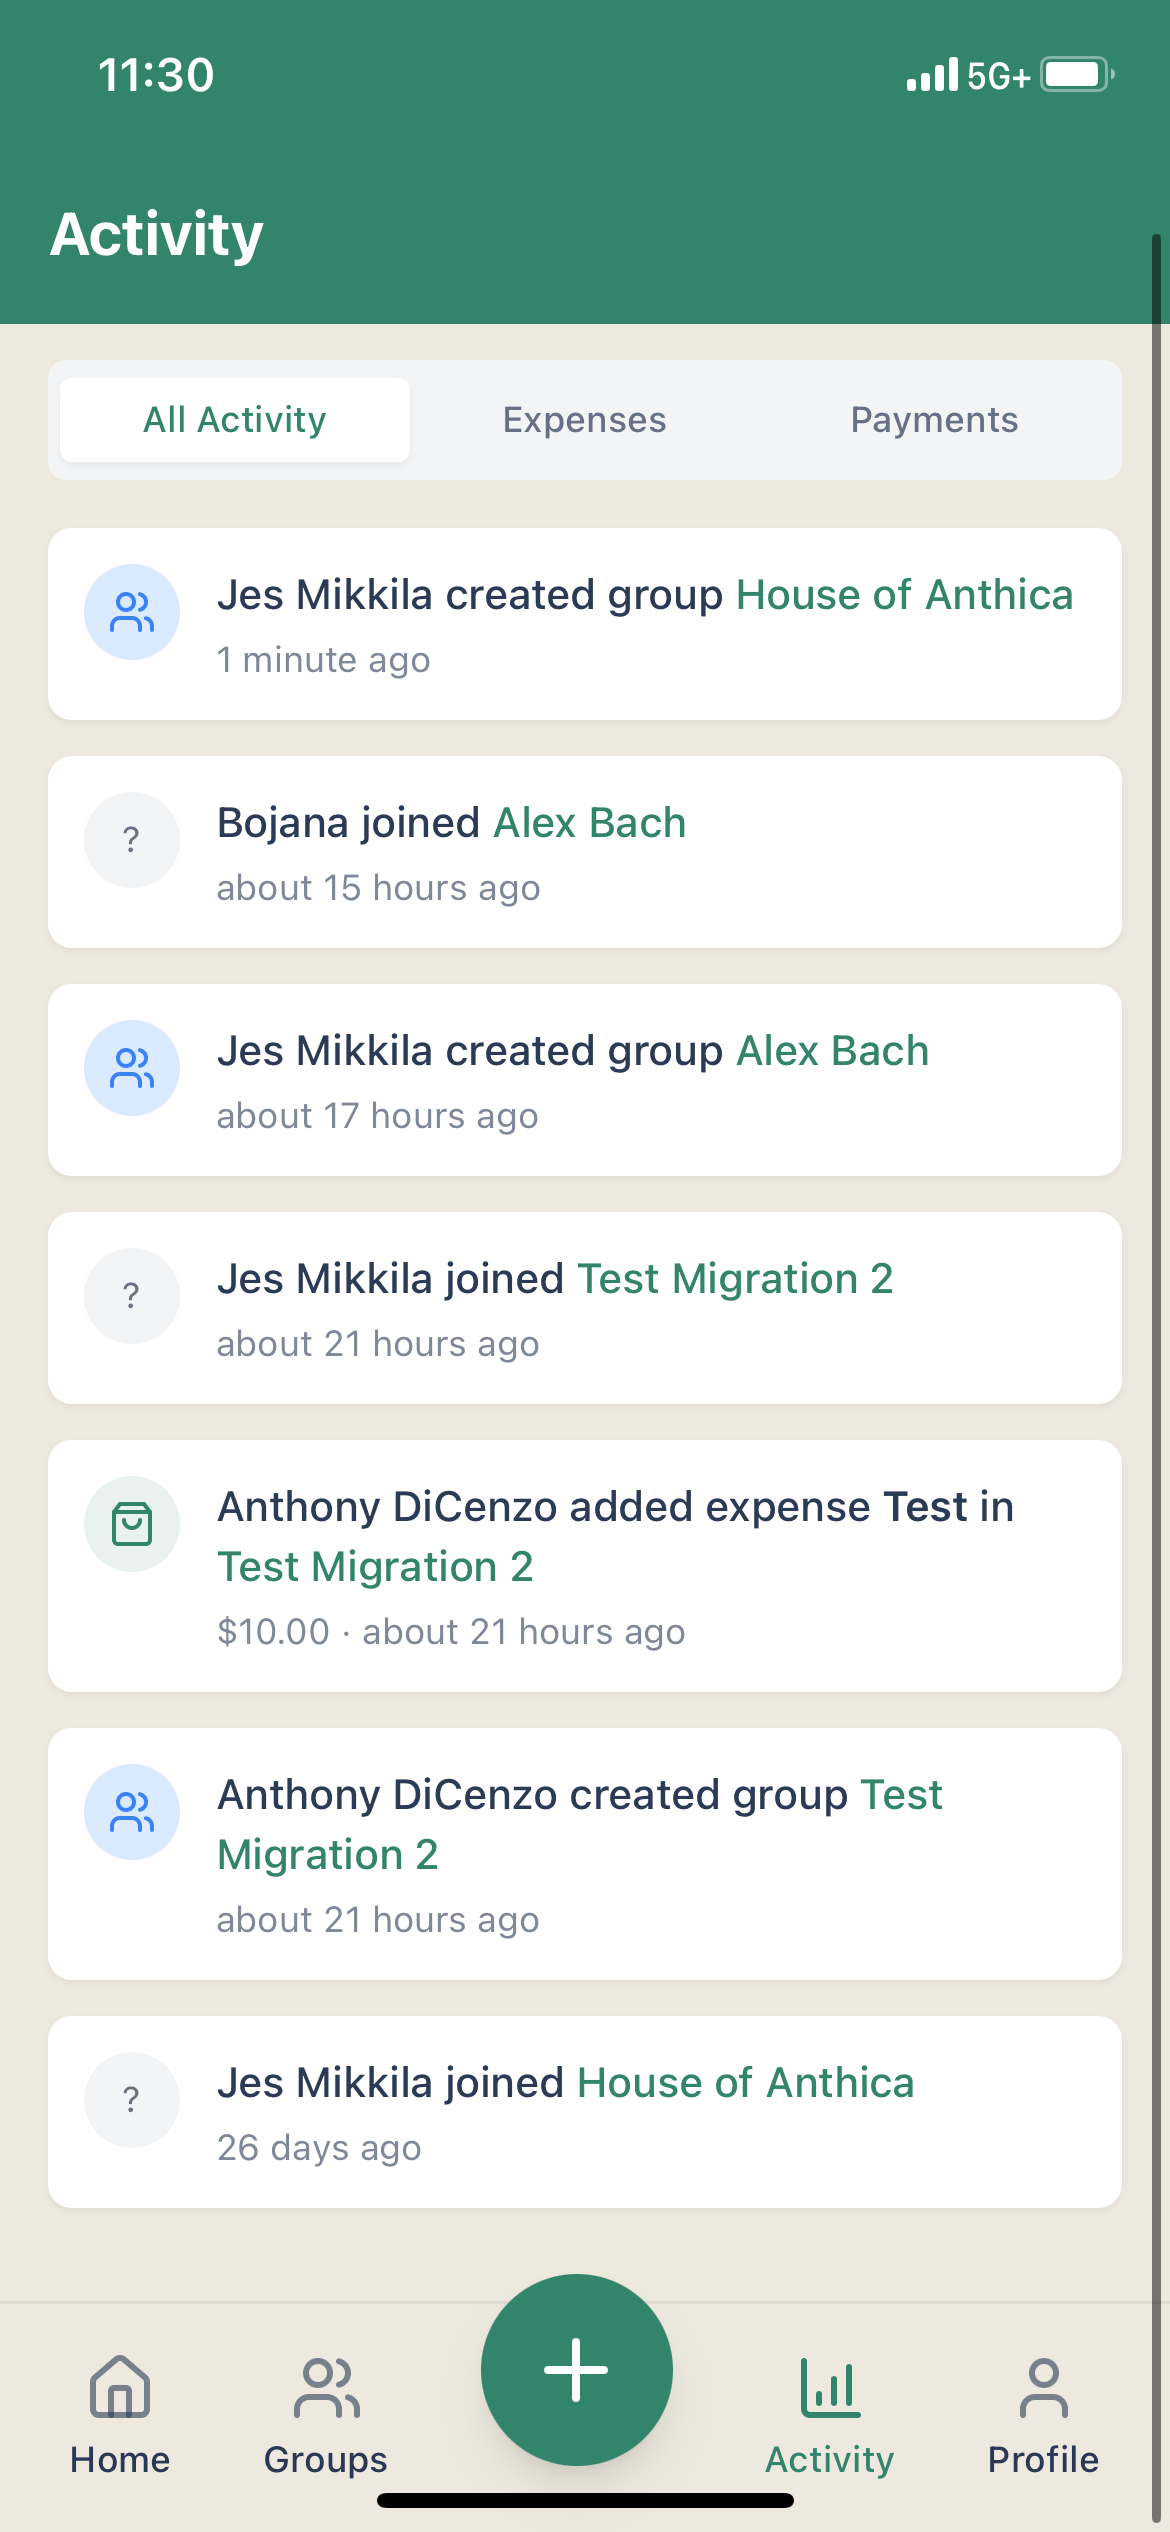 11:30
5G+
Activity
All Activity
Expenses
Payments
Jes Mikkila created group House of Anthica
1 minute ago
?
Bojana joined Alex Bach
about 15 hours ago
Jes Mikkila created group Alex Bach
about 17 hours ago
?
Jes Mikkila joined Test Migration 2
about 21 hours ago
Anthony DiCenzo added expense Test in
Test Migration 2
$10.00 · about 21 hours ago
Anthony DiCenzo created group Test
Migration 2
about 21 hours ago
?
Jes Mikkila joined House of Anthica
26 days ago
Home
Groups
Activity
Profile